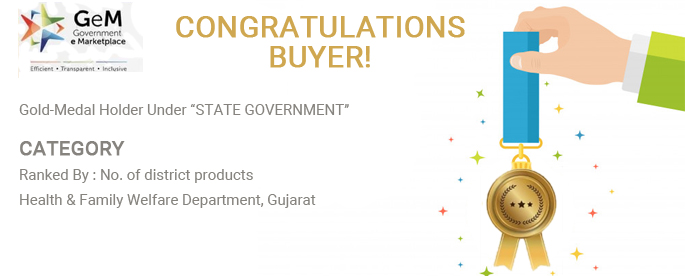 GeM
Government
e Marketplace
Efficient • Transparent • Inclusive
CONGRATULATIONS
BUYER!
Gold-Medal Holder Under “STATE GOVERNMENT”
CATEGORY
Ranked By : No. of district products
Health & Family Welfare Department, Gujarat